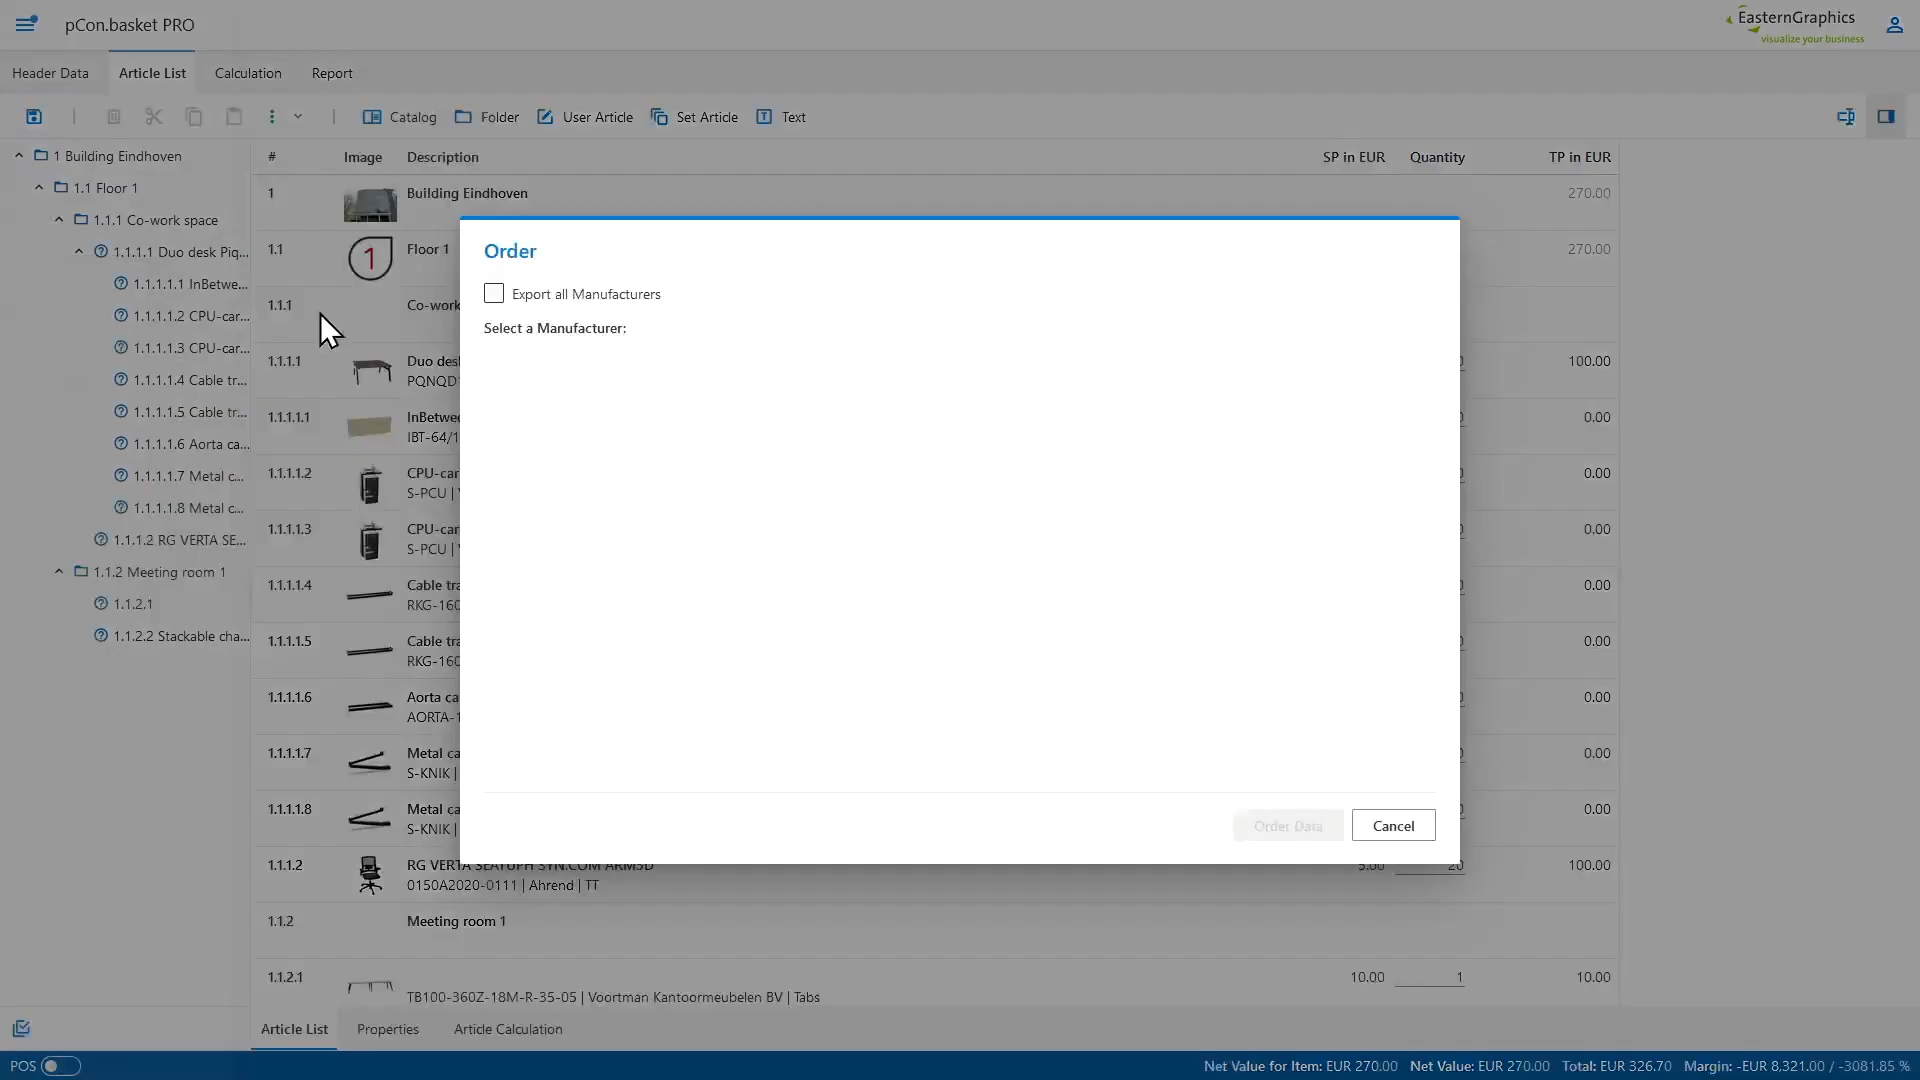 pCon.basket PRO
EasternGraphics
visualize your business
Header Data
Article List
Calculation
Report
Catalog
Folder
User Article
Set Article
Text
1 Building Eindhoven
1.1 Floor 1
1.1.1 Co-work space
1.1.1.1 Duo desk Piq...
1.1.1.1.1 InBetwe...
1.1.1.1.2 CPU-car...
1.1.1.1.3 CPU-car...
1.1.1.1.4 Cable tr...
1.1.1.1.5 Cable tr...
1.1.1.1.6 Aorta ca...
1.1.1.1.7 Metal c...
1.1.1.1.8 Metal c...
1.1.1.2 RG VERTA SE...
1.1.2 Meeting room 1
1.1.2.1
1.1.2.2 Stackable cha...
# Image Description SP in EUR Quantity TP in EUR
1 Building Eindhoven 270.00
1.1 1 Floor 1 270.00
1.1.1 Co-work
1.1.1.1 Duo desk 100.00
PQNQD
1.1.1.1.1 InBetwee 0.00
IBT-64/1
1.1.1.1.2 CPU-car 0.00
S-PCU |
1.1.1.1.3 CPU-car 0.00
S-PCU |
1.1.1.1.4 Cable tra 0.00
RKG-160
1.1.1.1.5 Cable tra 0.00
RKG-160
1.1.1.1.6 Aorta ca 0.00
AORTA-1
1.1.1.1.7 Metal ca 0.00
S-KNIK |
1.1.1.1.8 Metal ca 0.00
S-KNIK |
1.1.1.2 RG VERTA SEATUPH SYN.COM ARM3D 5.00 20 100.00
0150A2020-0111 | Ahrend | TT
1.1.2 Meeting room 1
1.1.2.1 10.00 1 10.00
TB100-360Z-18M-R-35-05 | Voortman Kantoormeubelen BV | Tabs
Order
Export all Manufacturers
Select a Manufacturer:
Order Data
Cancel
Article List
Properties
Article Calculation
POS
Net Value for Item: EUR 270.00 Net Value: EUR 270.00 Total: EUR 326.70 Margin: -EUR 8,321.00 / -3081.85 %